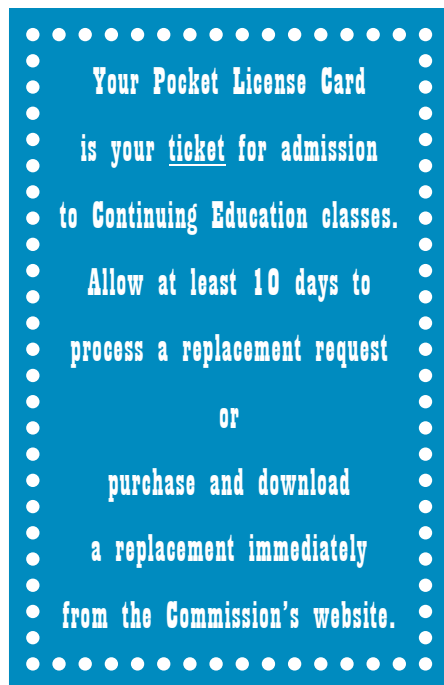 Your Pocket License Card
is your ticket for admission
to Continuing Education classes.
Allow at least 10 days to
process a replacement request
or
purchase and download
a replacement immediately
from the Commission's website.